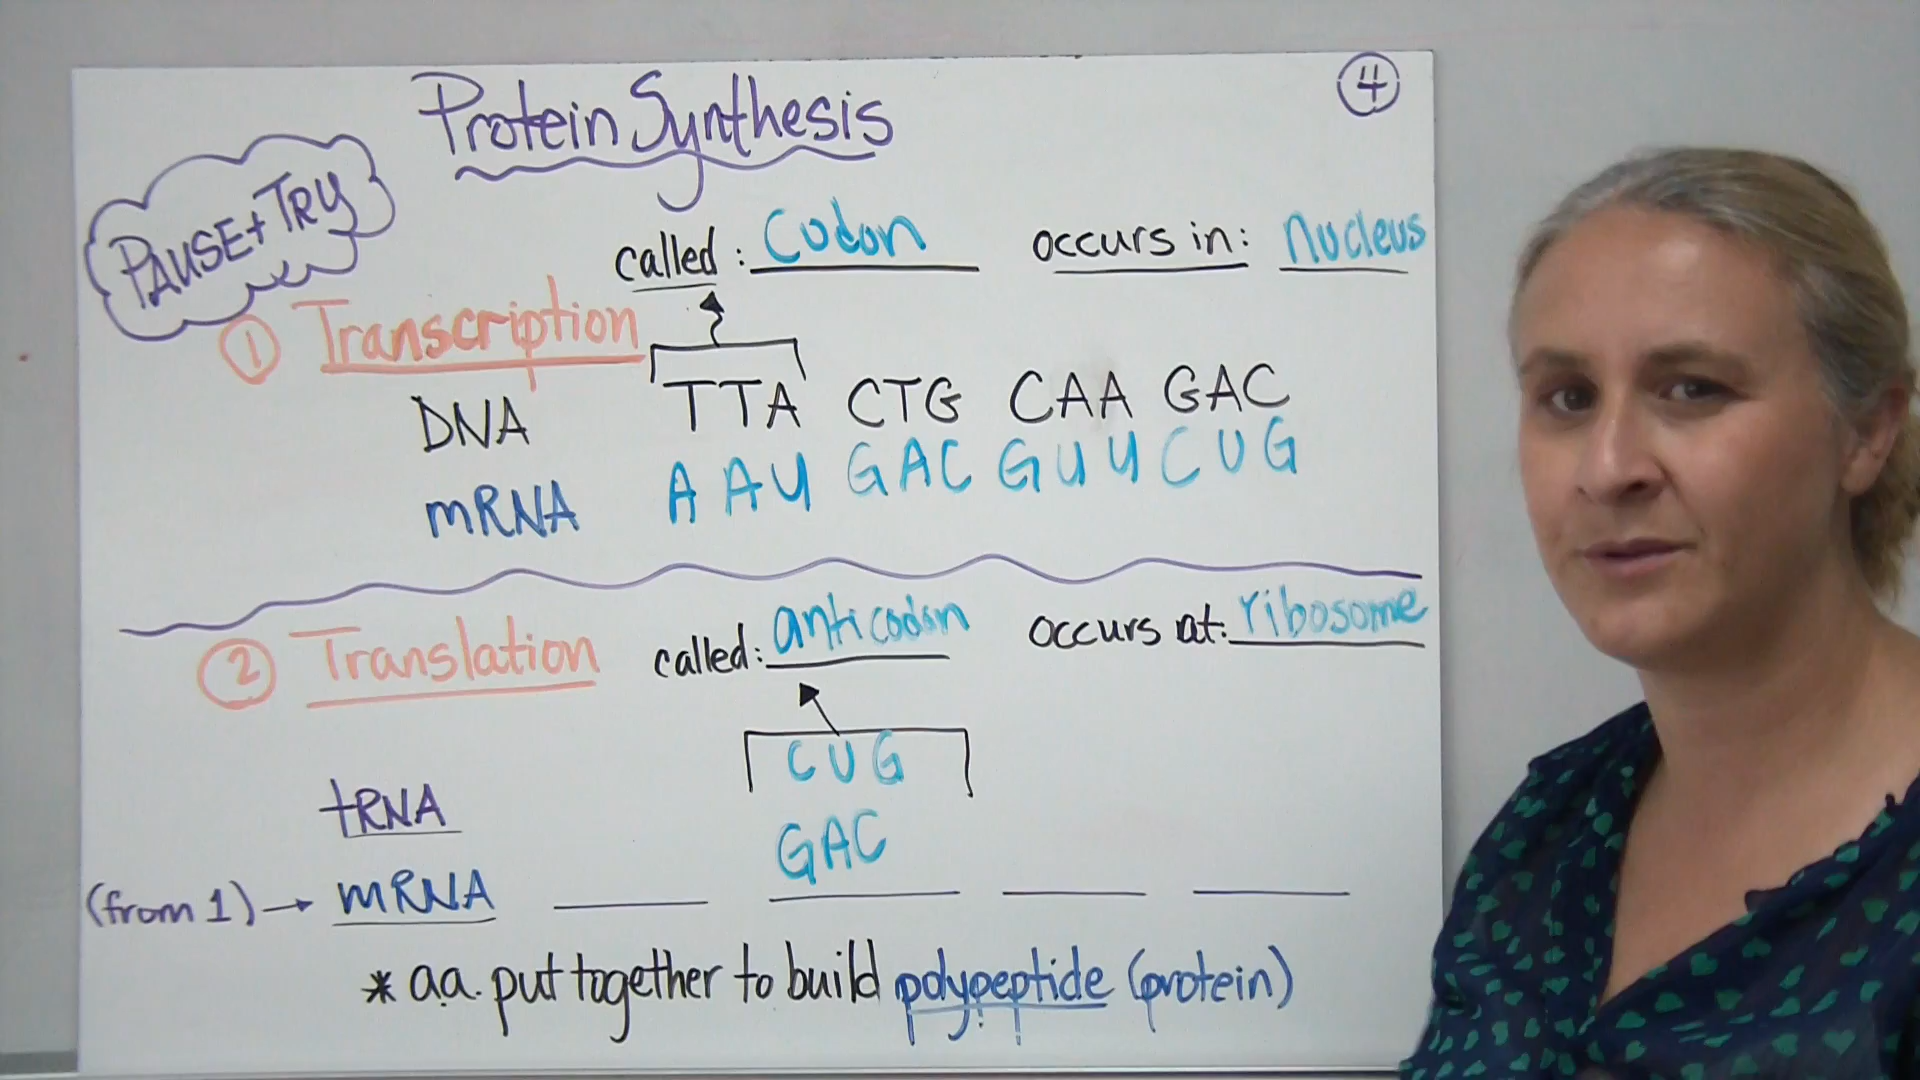 Protein Synthesis
4
PAUSE + TRY
called: Codon occurs in: nucleus
1 Transcription
DNA TTA CTG CAA GAC
mRNA AAU GAC GUU CUG
2 Translation called: anticodon occurs at: ribosome
CUG
tRNA
GAC
(from 1) → mRNA
* a.a. put together to build polypeptide (protein)